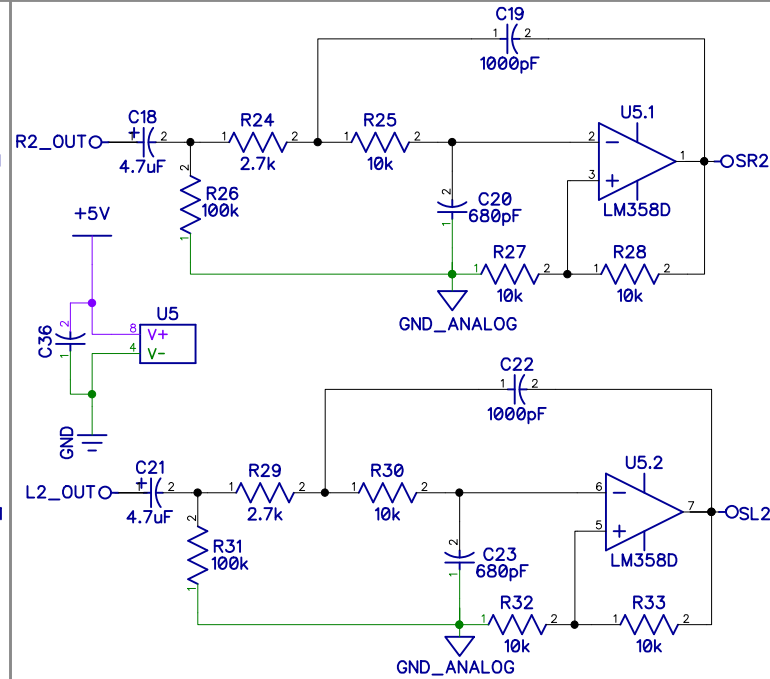 C19
1 2
1000pF
C18
R24
R25
U5.1
R2_OUT
1 2
1 2
1 2
2
1
SR2
4.7uF
2.7k
10k
3
2
R26
100k
1
2
C20
680pF
1
LM358D
+5V
R27
R28
1 2
1 2
10k
10k
GND_ANALOG
U5
2
C36
1
8 V+
4 V-
GND
C22
1 2
1000pF
C21
R29
R30
U5.2
L2_OUT
1 2
1 2
1 2
6
7
SL2
4.7uF
2.7k
10k
5
2
R31
100k
1
2
C23
680pF
1
LM358D
R32
R33
1 2
1 2
10k
10k
GND_ANALOG